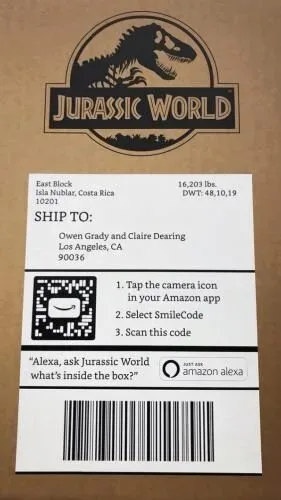 JURASSIC WORLD
East Block
Isla Nublar, Costa Rica
10201
16,203 lbs.
DWT: 48,10,19
SHIP TO:
Owen Grady and Claire Dearing
Los Angeles, CA
90036
1. Tap the camera icon
in your Amazon app
2. Select SmileCode
3. Scan this code
“Alexa, ask Jurassic World
what’s inside the box?”
JUST ASK
amazon alexa